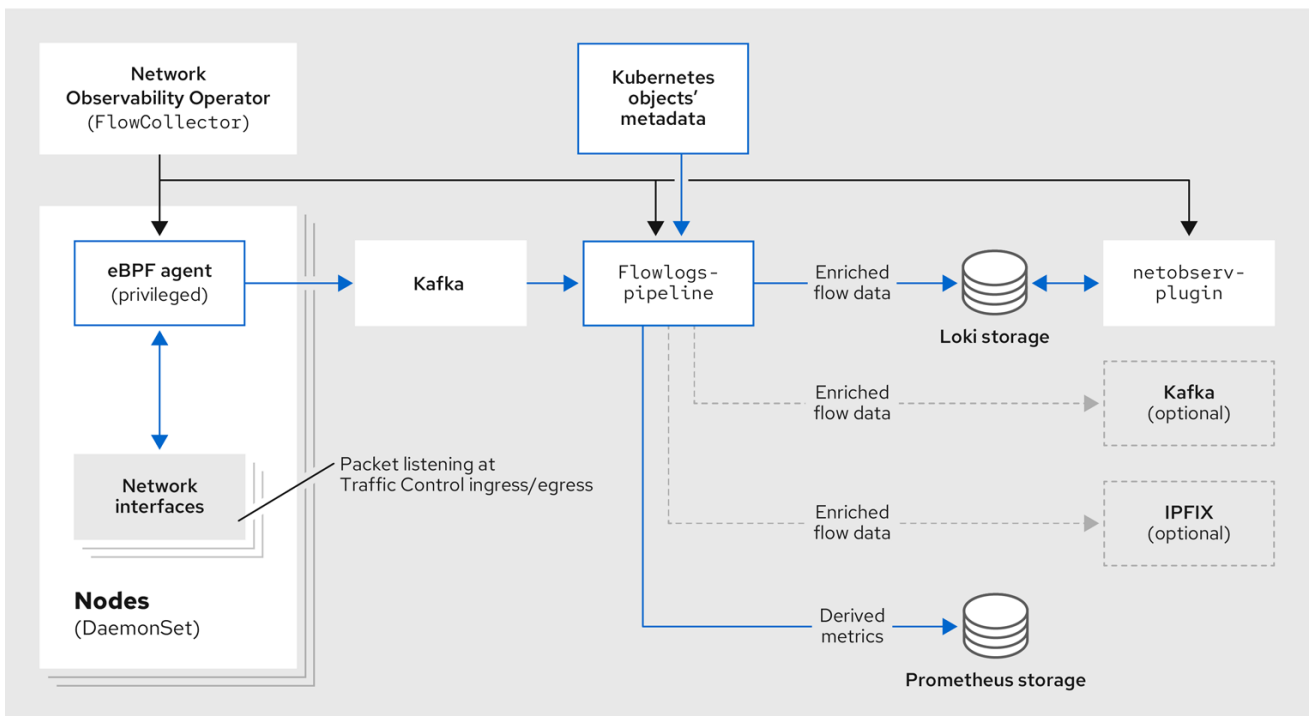 Network
Observability Operator
(FlowCollector)
Kubernetes
objects’
metadata
eBPF agent
(privileged)
Kafka
Flowlogs-
pipeline
Enriched
flow data
Loki storage
netobserv-
plugin
Enriched
flow data
Kafka
(optional)
Network
interfaces
Packet listening at
Traffic Control ingress/egress
Enriched
flow data
IPFIX
(optional)
Nodes
(DaemonSet)
Derived
metrics
Prometheus storage